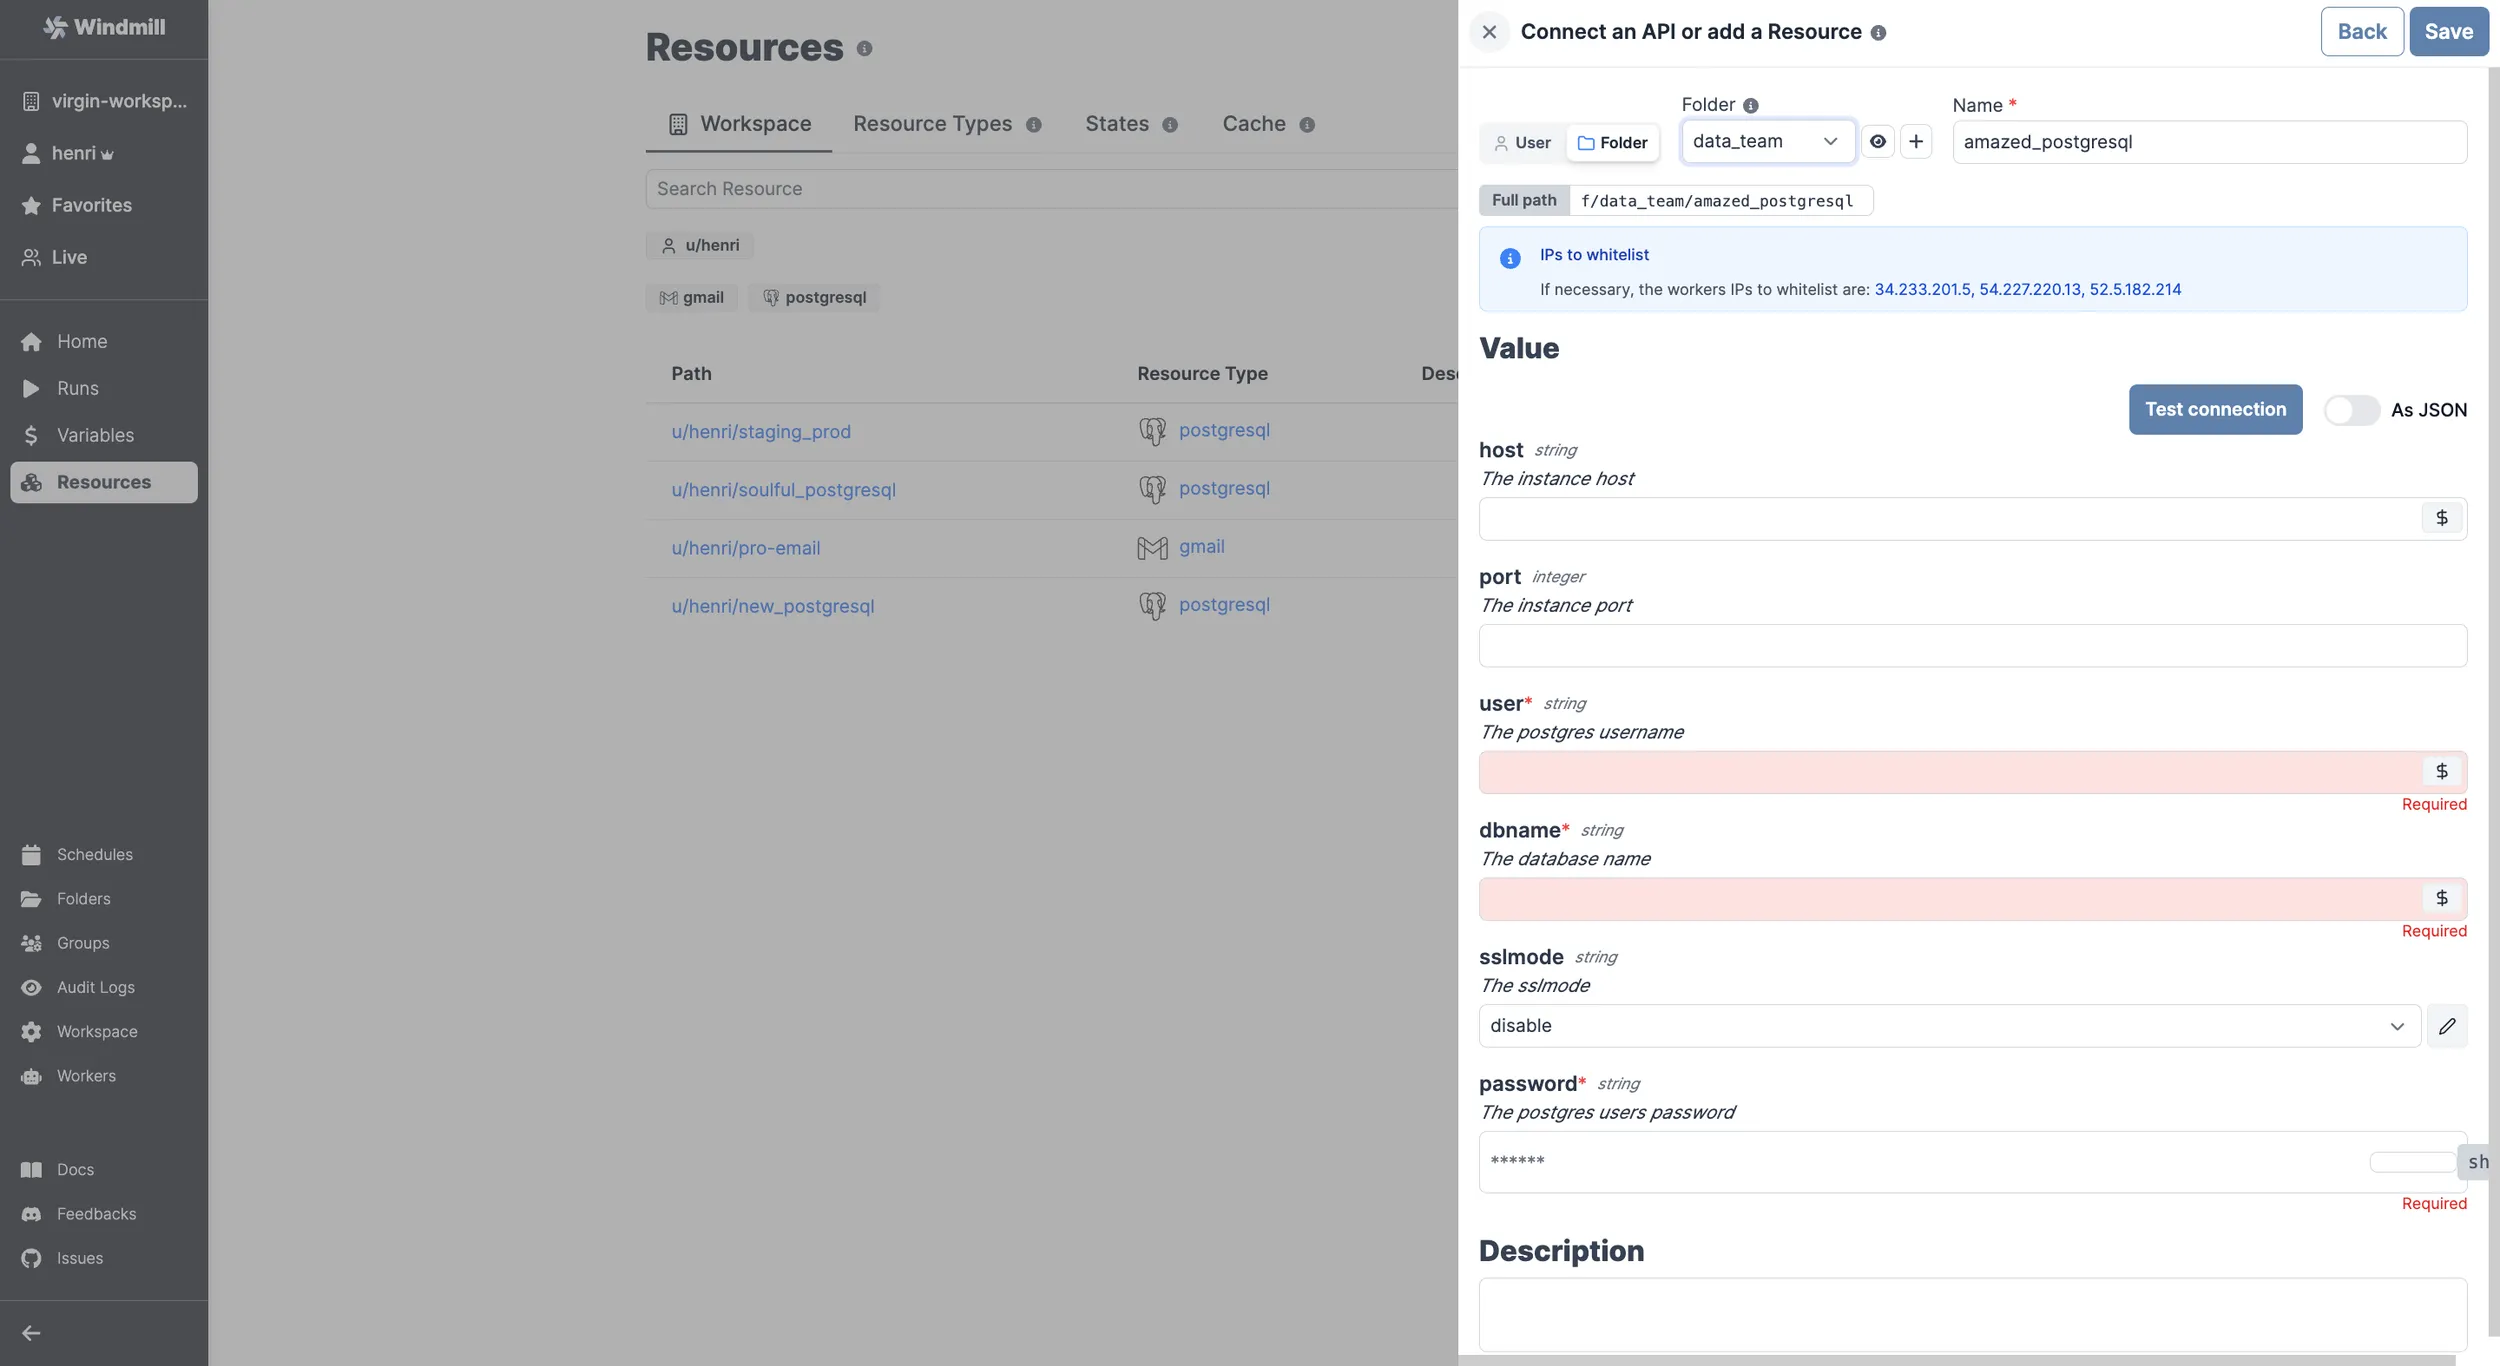 Windmill
virgin-worksp...
henri
Favorites
Live
Home
Runs
Variables
Resources
Schedules
Folders
Groups
Audit Logs
Workspace
Workers
Docs
Feedbacks
Issues
Resources
Workspace
Resource Types
States
Cache
Search Resource
u/henri
gmail
postgresql
Path
Resource Type
u/henri/staging_prod
postgresql
u/henri/soulful_postgresql
postgresql
u/henri/pro-email
gmail
u/henri/new_postgresql
postgresql
Connect an API or add a Resource
Back
Save
User
Folder
Folder
data_team
Name *
amazed_postgresql
Full path
f/data_team/amazed_postgresql
IPs to whitelist
If necessary, the workers IPs to whitelist are: 34.233.201.5, 54.227.220.13, 52.5.182.214
Value
Test connection
As JSON
host string
The instance host
$
port integer
The instance port
user* string
The postgres username
$
Required
dbname* string
The database name
$
Required
sslmode string
The sslmode
disable
password* string
The postgres users password
******
sh
Required
Description